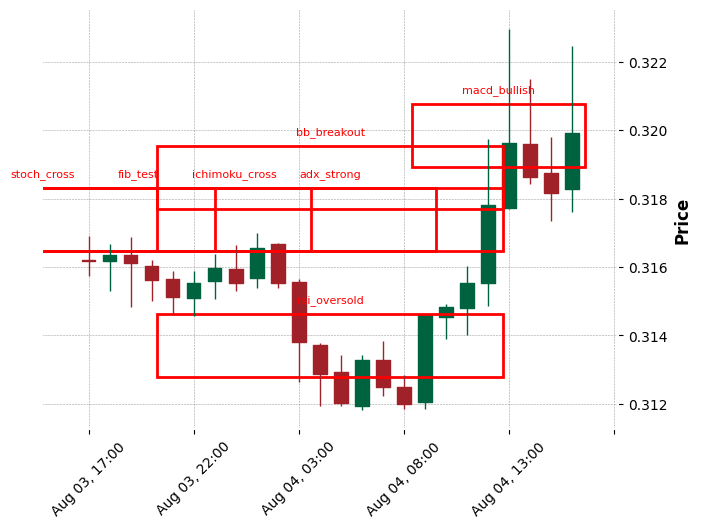 macd_bullish
bb_breakout
stoch_cross
fib_test
ichimoku_cross
adx_strong
rsi_oversold
0.322
0.320
0.318
0.316
0.314
0.312
Price
Aug 03, 17:00
Aug 03, 22:00
Aug 04, 03:00
Aug 04, 08:00
Aug 04, 13:00